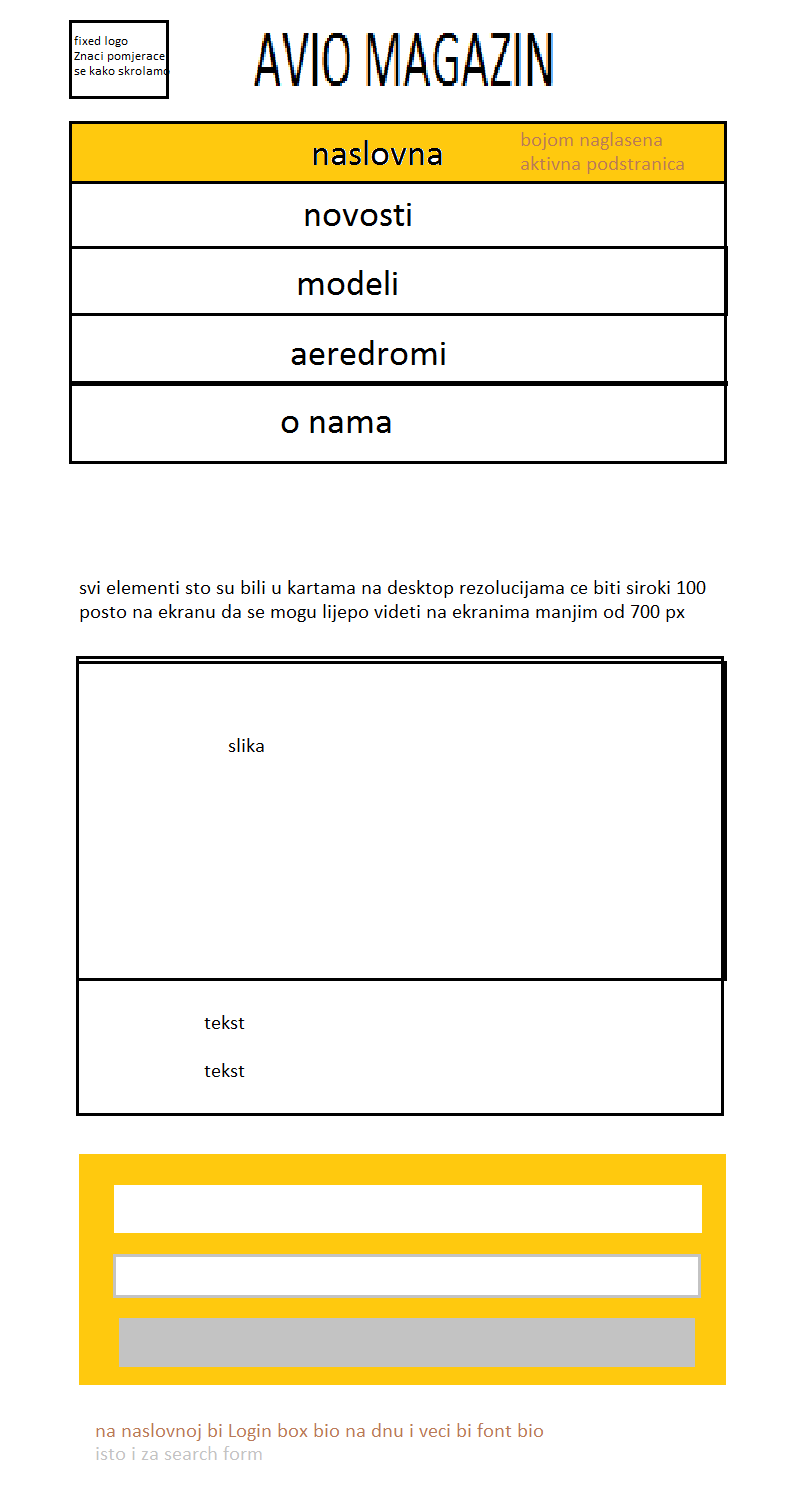 fixed logo
Znaci pomjerace
se kako skrolamo
AVIO MAGAZIN
naslovna
bojom naglasena
aktivna podstranica
novosti
modeli
aeredromi
o nama
svi elementi sto su bili u kartama na desktop rezolucijama ce biti siroki 100
posto na ekranu da se mogu lijepo videti na ekranima manjim od 700 px
slika
tekst
tekst
na naslovnoj bi Login box bio na dnu i veci bi font bio
isto i za search form